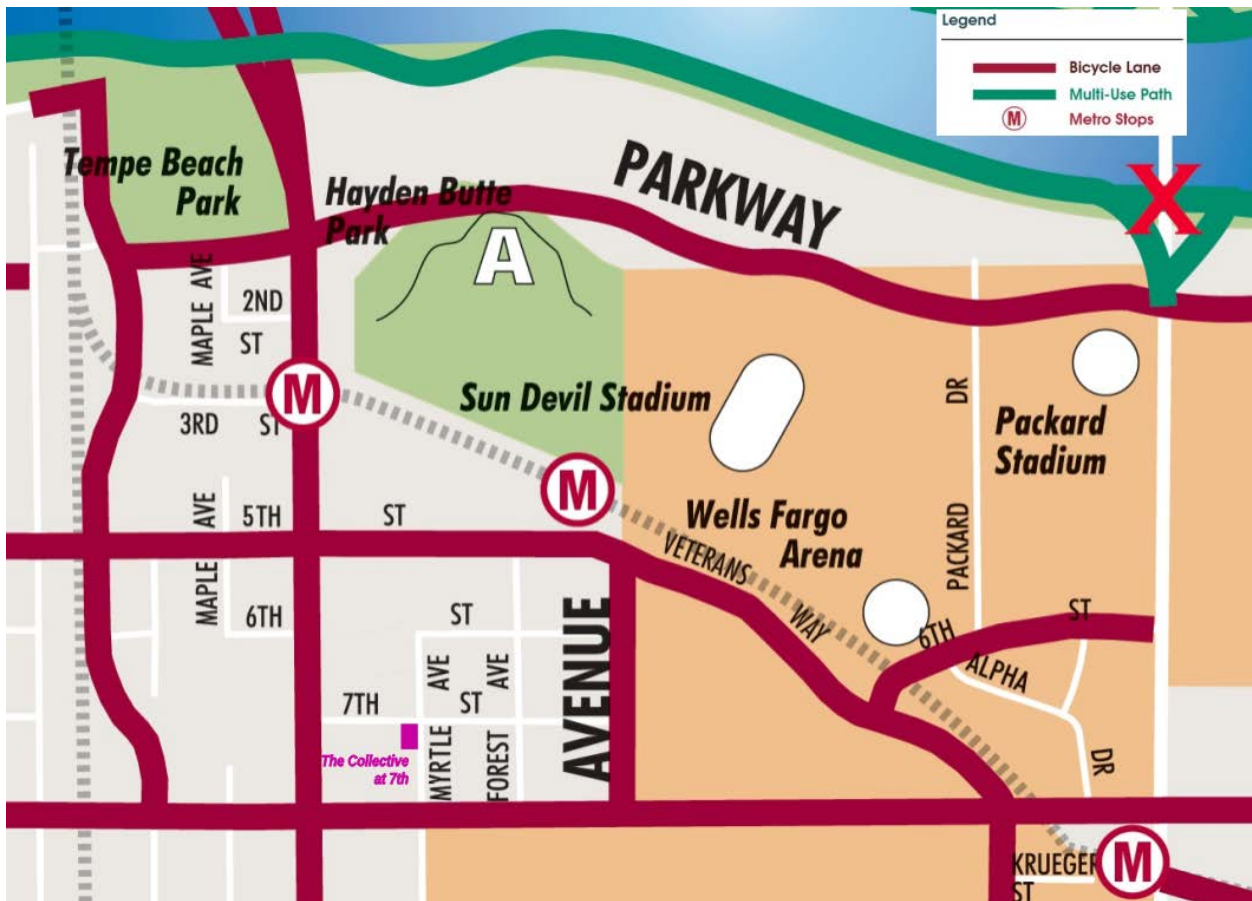 Legend
Bicycle Lane
Multi-Use Path
M
Metro Stops
X
Tempe Beach
Park
Hayden Butte
Park
PARKWAY
A
MAPLE AVE
2ND
ST
M
3RD
ST
Sun Devil Stadium
DR
Packard
Stadium
M
MAPLE AVE
5TH
ST
Wells Fargo
Arena
PACKARD
VETERANS
WAY
6TH
ST
6TH
ST
ALPHA
DR
AVENUE
MYRTLE
AVE
FOREST
AVE
7TH
ST
The Collective
at 7th
KRUEGER
ST
M